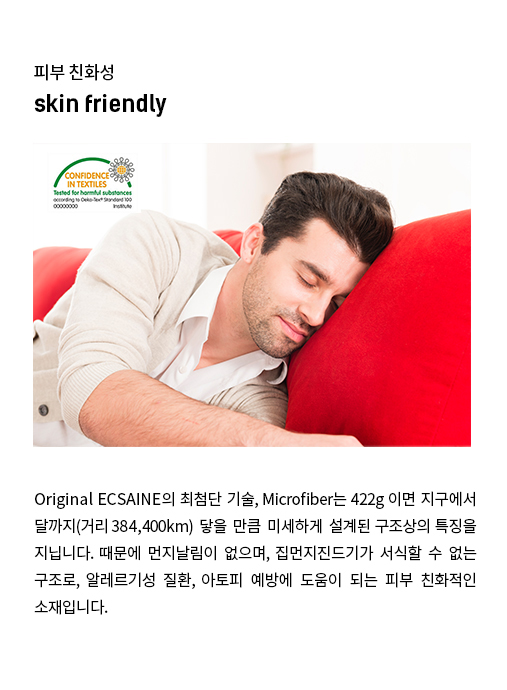 피부 친화성
skin friendly
CONFIDENCE
IN TEXTILES
Tested for harmful substances
according to Oeko-Tex® Standard 100
00000000 Institute
Original ECSAINE의 최첨단 기술, Microfiber는 422g 이면 지구에서
달까지(거리 384,400km) 닿을 만큼 미세하게 설계된 구조상의 특징을
지닙니다. 때문에 먼지날림이 없으며, 집먼지진드기가 서식할 수 없는
구조로, 알레르기성 질환, 아토피 예방에 도움이 되는 피부 친화적인
소재입니다.